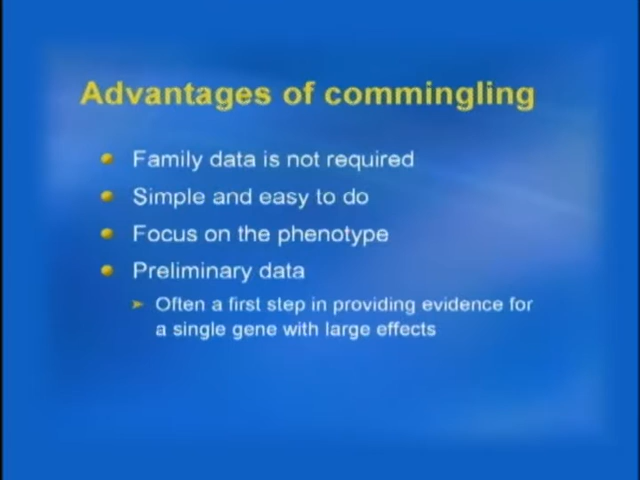 Advantages of commingling
Family data is not required
Simple and easy to do
Focus on the phenotype
Preliminary data
Often a first step in providing evidence for
a single gene with large effects